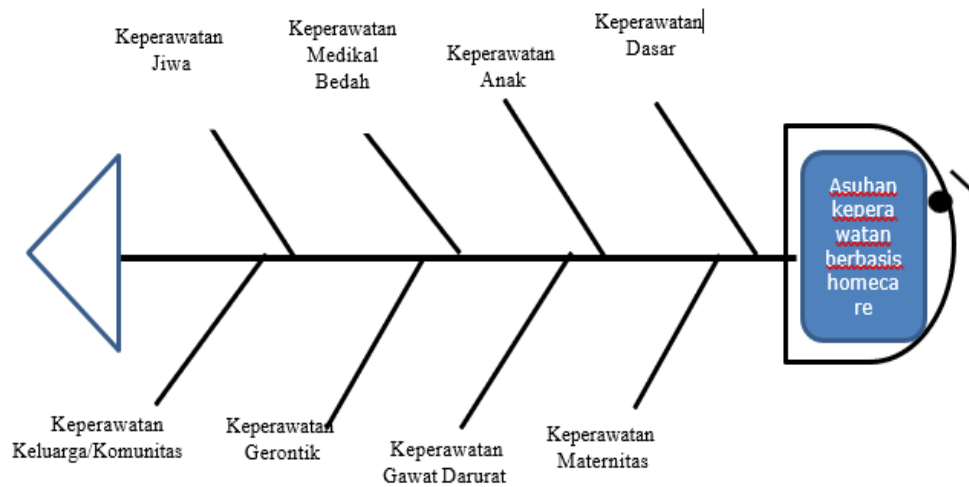 Keperawatan
Jiwa
Keperawatan
Medikal
Bedah
Keperawatan
Anak
Keperawatan
Dasar
Asuhan
kepera
watan
berbasis
homeca
re
Keperawatan
Keluarga/Komunitas
Keperawatan
Gerontik
Keperawatan
Gawat Darurat
Keperawatan
Maternitas